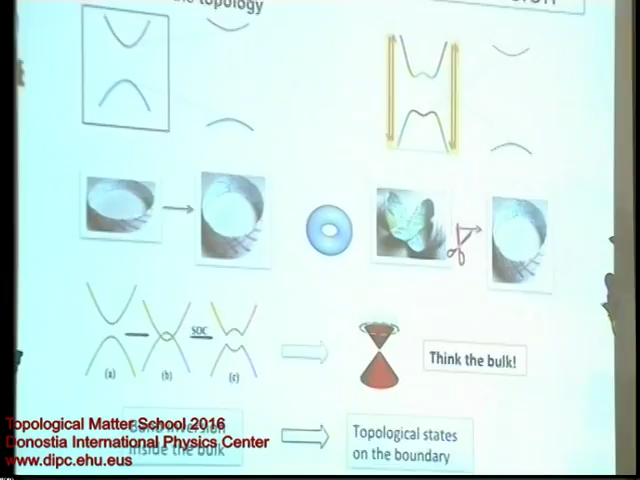 topology
SOC
(a)
(b)
(c)
Think the bulk!
Topological Matter School 2016
Donostia International Physics Center
www.dipc.ehu.eus
inside the bulk
Topological states
on the boundary